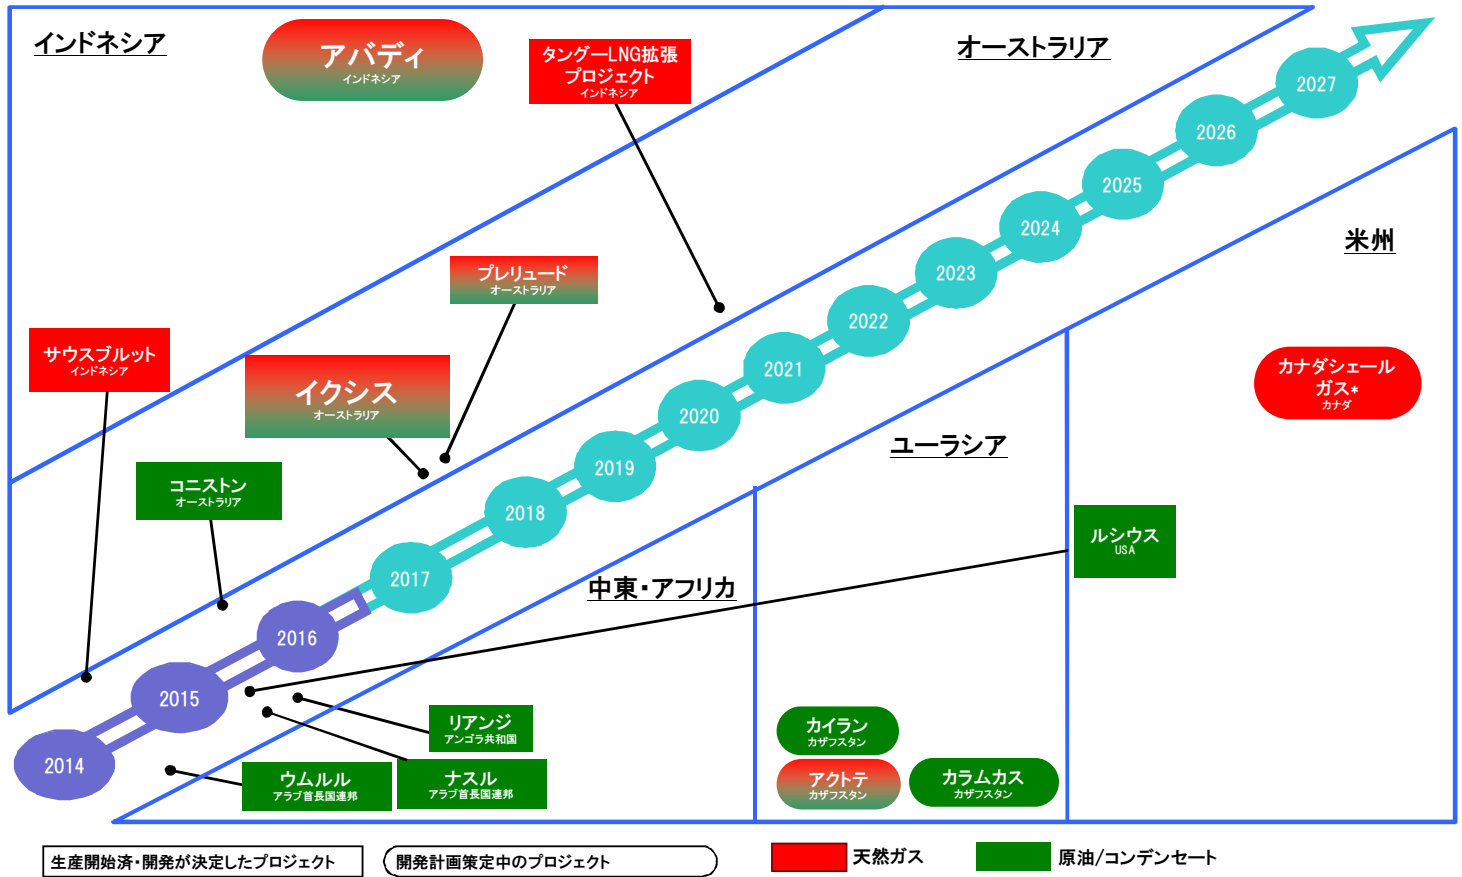 インドネシア
アバディ
インドネシア
タングーLNG拡張
プロジェクト
インドネシア
オーストラリア
2027
2026
2025
2024
2023
2022
2021
2020
2019
2018
2017
2016
2015
2014
プレリュード
オーストラリア
サウスブルット
インドネシア
イクシス
オーストラリア
コニストン
オーストラリア
米州
カナダシェール
ガス*
カナダ
ユーラシア
ルシウス
USA
中東・アフリカ
リアンジ
アンゴラ共和国
ウムルル
アラブ首長国連邦
ナスル
アラブ首長国連邦
カイラン
カザフスタン
アクトテ
カザフスタン
カラムカス
カザフスタン
生産開始済・開発が決定したプロジェクト
開発計画策定中のプロジェクト
天然ガス
原油/コンデンセート